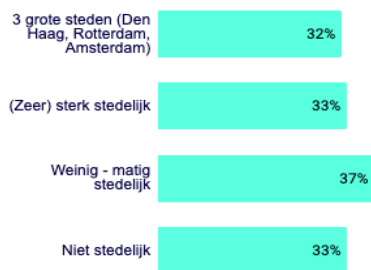 3 grote steden (Den
Haag, Rotterdam,
Amsterdam)
32%
(Zeer) sterk stedelijk
33%
Weinig - matig
stedelijk
37%
Niet stedelijk
33%